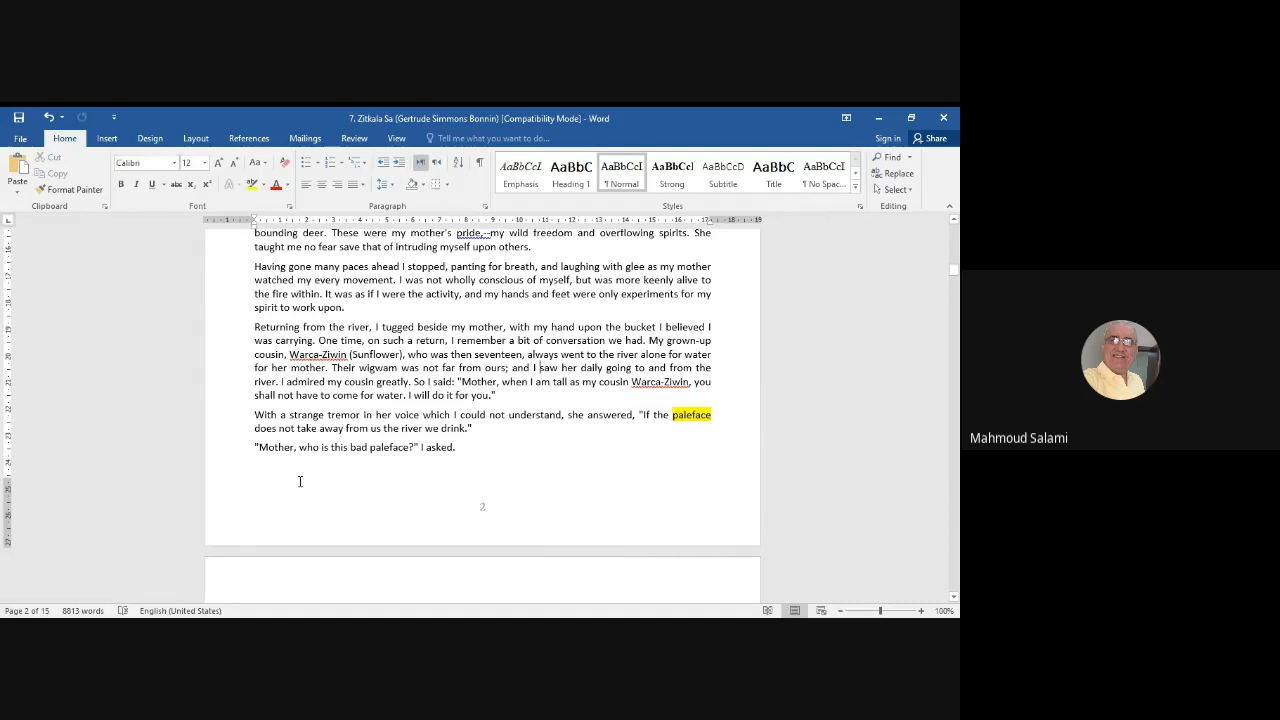 7. Zitkala Sa (Gertrude Simmons Bonnin) [Compatibility Mode] - Word
File Home Insert Design Layout References Mailings Review View Tell me what you want to do... Sign in Share
Paste Cut Copy Format Painter
Clipboard
Calibri 12
Font
Paragraph
AaBbCcI AaBbC AaBbCcI AaBbCcI AaBbCcD AaBbC AaBbCcI
Emphasis Heading 1 ¶ Normal Strong Subtitle Title ¶ No Spac...
Styles
Find
Replace
Select
Editing
bounding deer. These were my mother's pride,--my wild freedom and overflowing spirits. She
taught me no fear save that of intruding myself upon others.
Having gone many paces ahead I stopped, panting for breath, and laughing with glee as my mother
watched my every movement. I was not wholly conscious of myself, but was more keenly alive to
the fire within. It was as if I were the activity, and my hands and feet were only experiments for my
spirit to work upon.
Returning from the river, I tugged beside my mother, with my hand upon the bucket I believed I
was carrying. One time, on such a return, I remember a bit of conversation we had. My grown-up
cousin, Warca-Ziwin (Sunflower), who was then seventeen, always went to the river alone for water
for her mother. Their wigwam was not far from ours; and I saw her daily going to and from the
river. I admired my cousin greatly. So I said: "Mother, when I am tall as my cousin Warca-Ziwin, you
shall not have to come for water. I will do it for you."
With a strange tremor in her voice which I could not understand, she answered, "If the paleface
does not take away from us the river we drink."
"Mother, who is this bad paleface?" I asked.
2
Page 2 of 15 8813 words English (United States) 100%
Mahmoud Salami